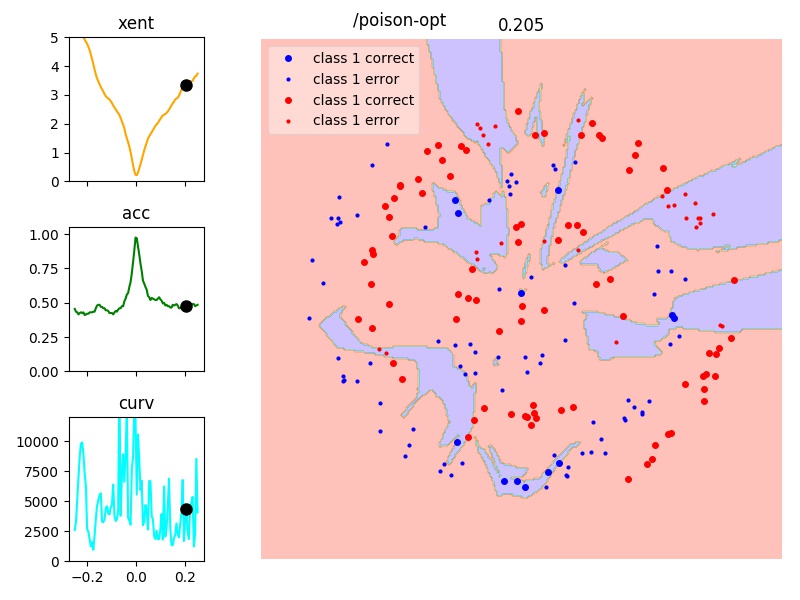 /poison-opt
0.205
xent
5
4
3
2
1
0
acc
1.00
0.75
0.50
0.25
0.00
curv
10000
7500
5000
2500
0
−0.2 0.0 0.2
class 1 correct
class 1 error
class 1 correct
class 1 error